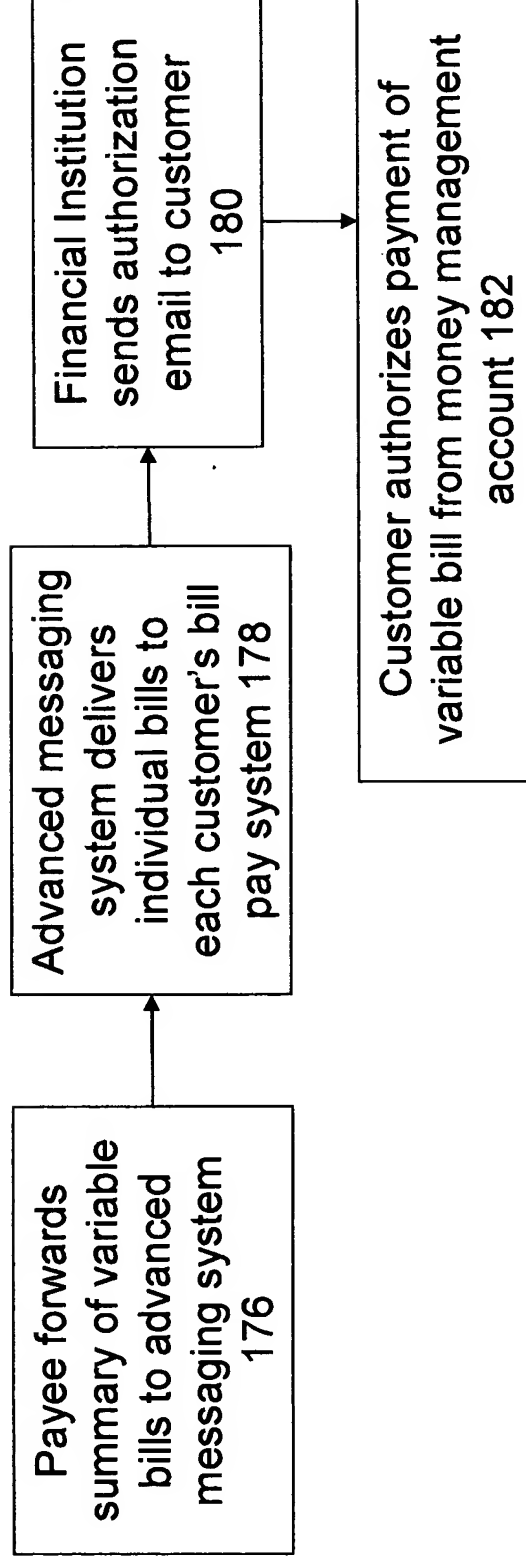 Payee forwards
summary of variable
bills to advanced
messaging system
176
Advanced messaging
system delivers
individual bills to
each customer's bill
pay system 178
Financial Institution
sends authorization
email to customer
180
Customer authorizes payment of
variable bill from money management
account 182